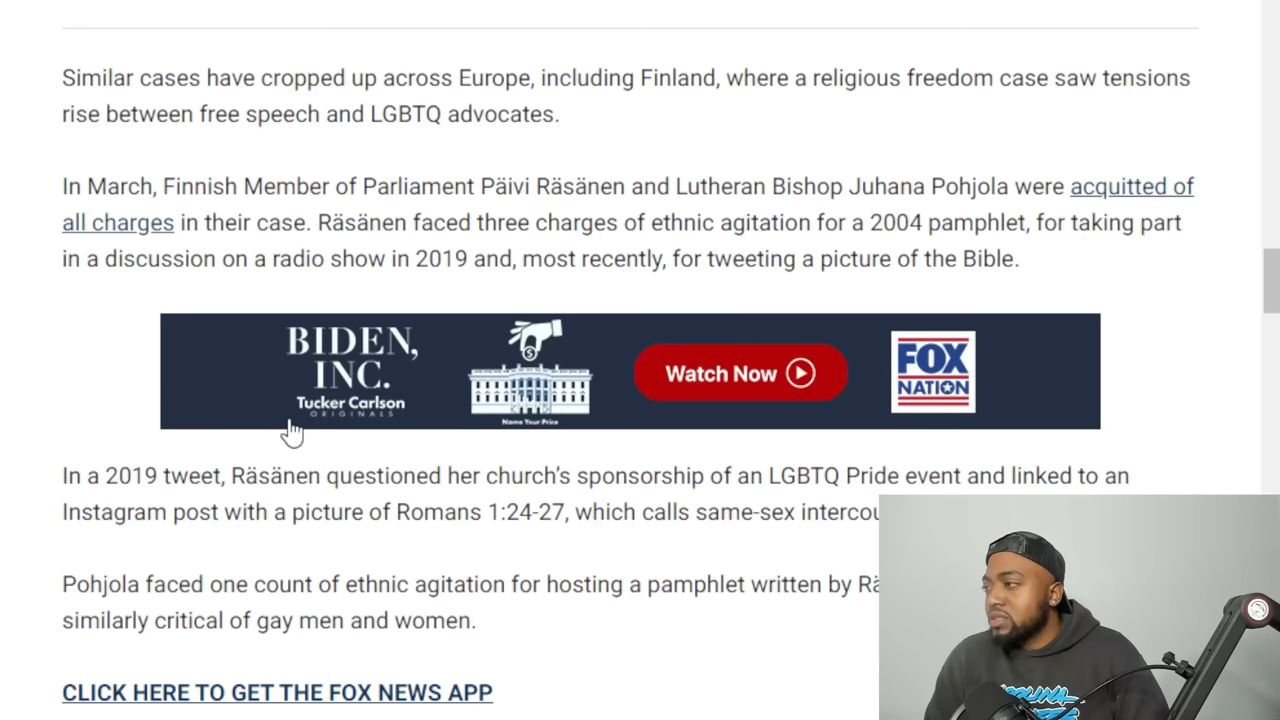 Similar cases have cropped up across Europe, including Finland, where a religious freedom case saw tensions
rise between free speech and LGBTQ advocates.
In March, Finnish Member of Parliament Päivi Räsänen and Lutheran Bishop Juhana Pohjola were acquitted of
all charges in their case. Räsänen faced three charges of ethnic agitation for a 2004 pamphlet, for taking part
in a discussion on a radio show in 2019 and, most recently, for tweeting a picture of the Bible.
BIDEN,
INC.
Tucker Carlson
ORIGINALS
$
Name Your Price
Watch Now
FOX
NATION
In a 2019 tweet, Räsänen questioned her church's sponsorship of an LGBTQ Pride event and linked to an
Instagram post with a picture of Romans 1:24-27, which calls same-sex
Pohjola faced one count of ethnic agitation for hosting a pamphlet written by
similarly critical of gay men and women.
CLICK HERE TO GET THE FOX NEWS APP